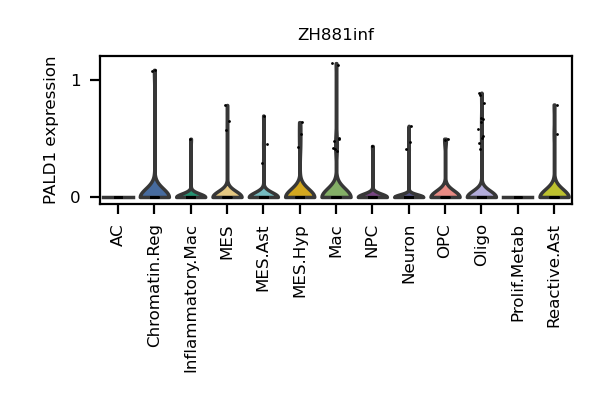 ZH881inf
PALD1 expression
1
0
AC
Chromatin.Reg
Inflammatory.Mac
MES
MES.Ast
MES.Hyp
Mac
NPC
Neuron
OPC
Oligo
Prolif.Metab
Reactive.Ast